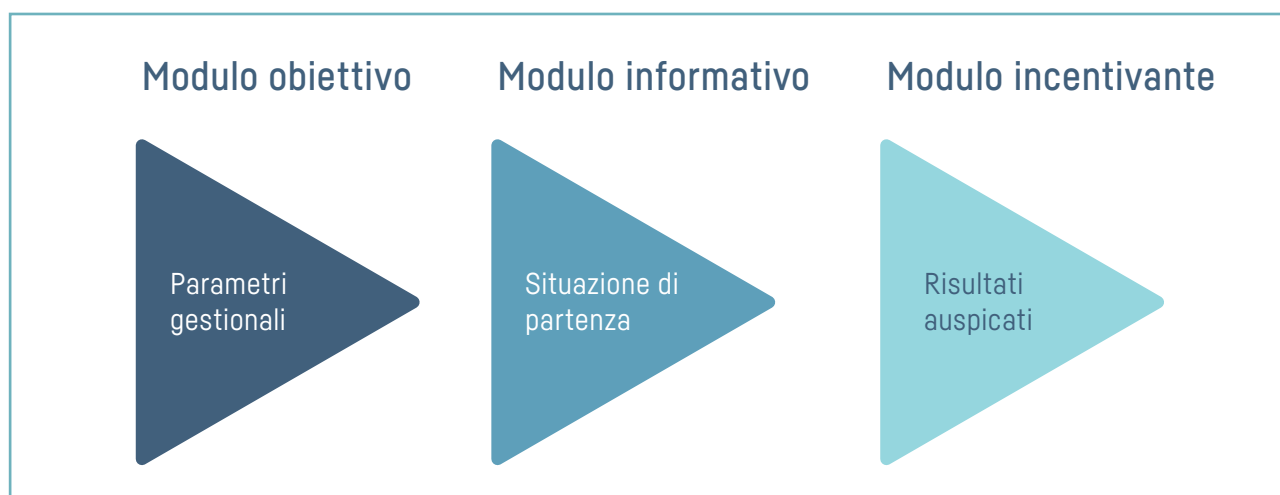 Modulo obiettivo
Modulo informativo
Modulo incentivante
Parametri
gestionali
Situazione di
partenza
Risultati
auspicati